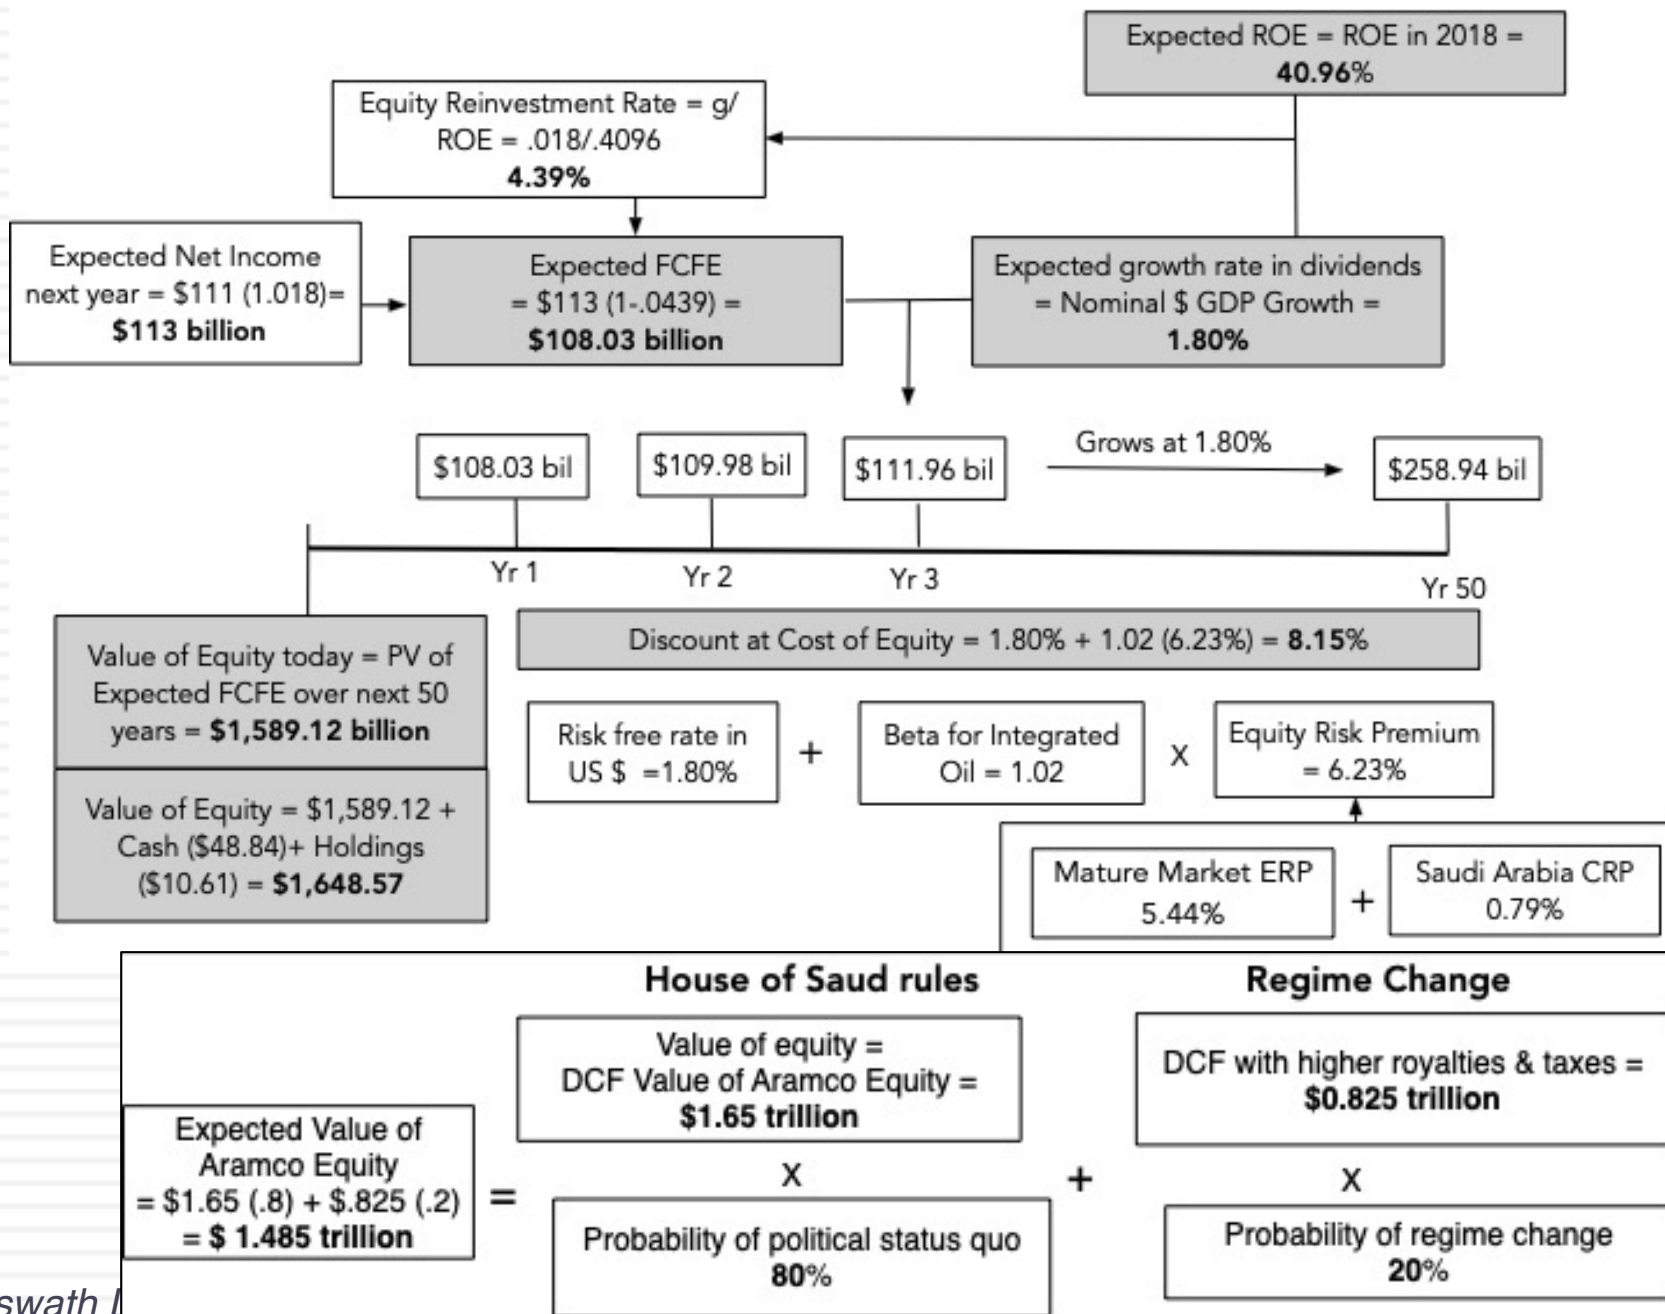 Expected ROE = ROE in 2018 =
40.96%
Equity Reinvestment Rate = g/
ROE = .018/.4096
4.39%
Expected Net Income
next year = $111 (1.018)=
$113 billion
Expected FCFE
= $113 (1-.0439) =
$108.03 billion
Expected growth rate in dividends
= Nominal $ GDP Growth =
1.80%
$108.03 bil
$109.98 bil
$111.96 bil
Grows at 1.80%
$258.94 bil
Yr 1
Yr 2
Yr 3
Yr 50
Value of Equity today = PV of
Expected FCFE over next 50
years = $1,589.12 billion
Discount at Cost of Equity = 1.80% + 1.02 (6.23%) = 8.15%
Risk free rate in
US $ =1.80%
+
Beta for Integrated
Oil = 1.02
X
Equity Risk Premium
= 6.23%
Value of Equity = $1,589.12 +
Cash ($48.84)+ Holdings
($10.61) = $1,648.57
Mature Market ERP
5.44%
+
Saudi Arabia CRP
0.79%
House of Saud rules
Regime Change
Value of equity =
DCF Value of Aramco Equity =
$1.65 trillion
DCF with higher royalties & taxes =
$0.825 trillion
Expected Value of
Aramco Equity
= $1.65 (.8) + $.825 (.2)
= $ 1.485 trillion
=
X
+
X
Probability of political status quo
80%
Probability of regime change
20%
swath